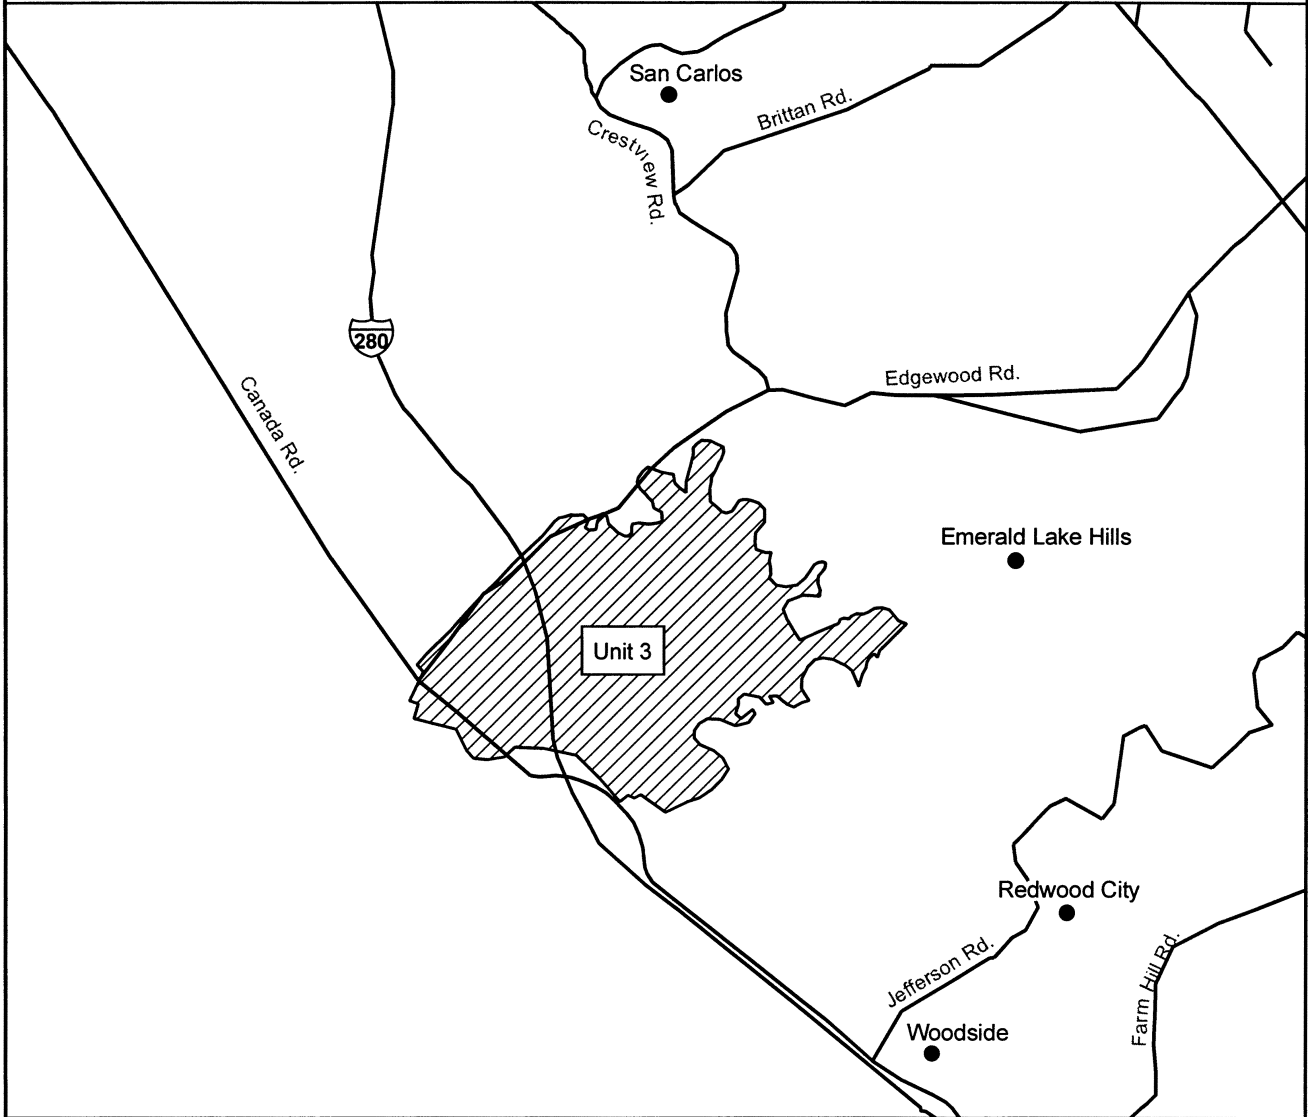 San Carlos
Brittan Rd.
Crestview Rd.
280
Canada Rd.
Edgewood Rd.
Emerald Lake Hills
Unit 3
Redwood City
Jefferson Rd.
Farm Hill Rd.
Woodside